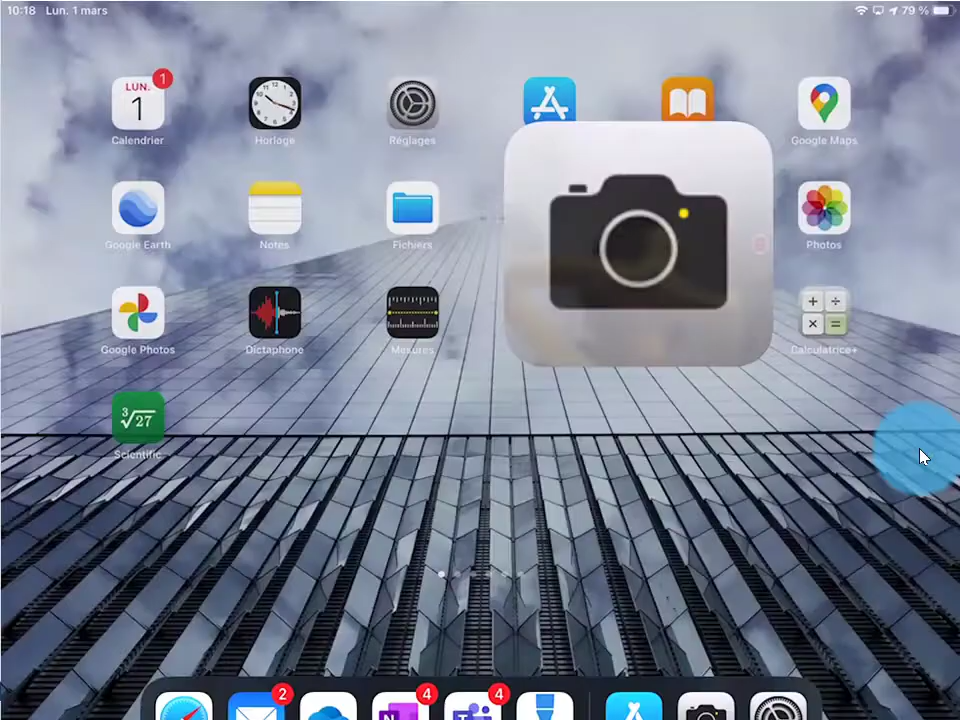 10:18 Lun. 1 mars
79 %
LUN.
1
1
Calendrier
Horloge
Réglages
Google Maps
Google Earth
Notes
Fichiers
Photos
Google Photos
Dictaphone
Mesures
Calculatrice+
+ ÷
× =
3√27
Scientific
2
4
4
N
T